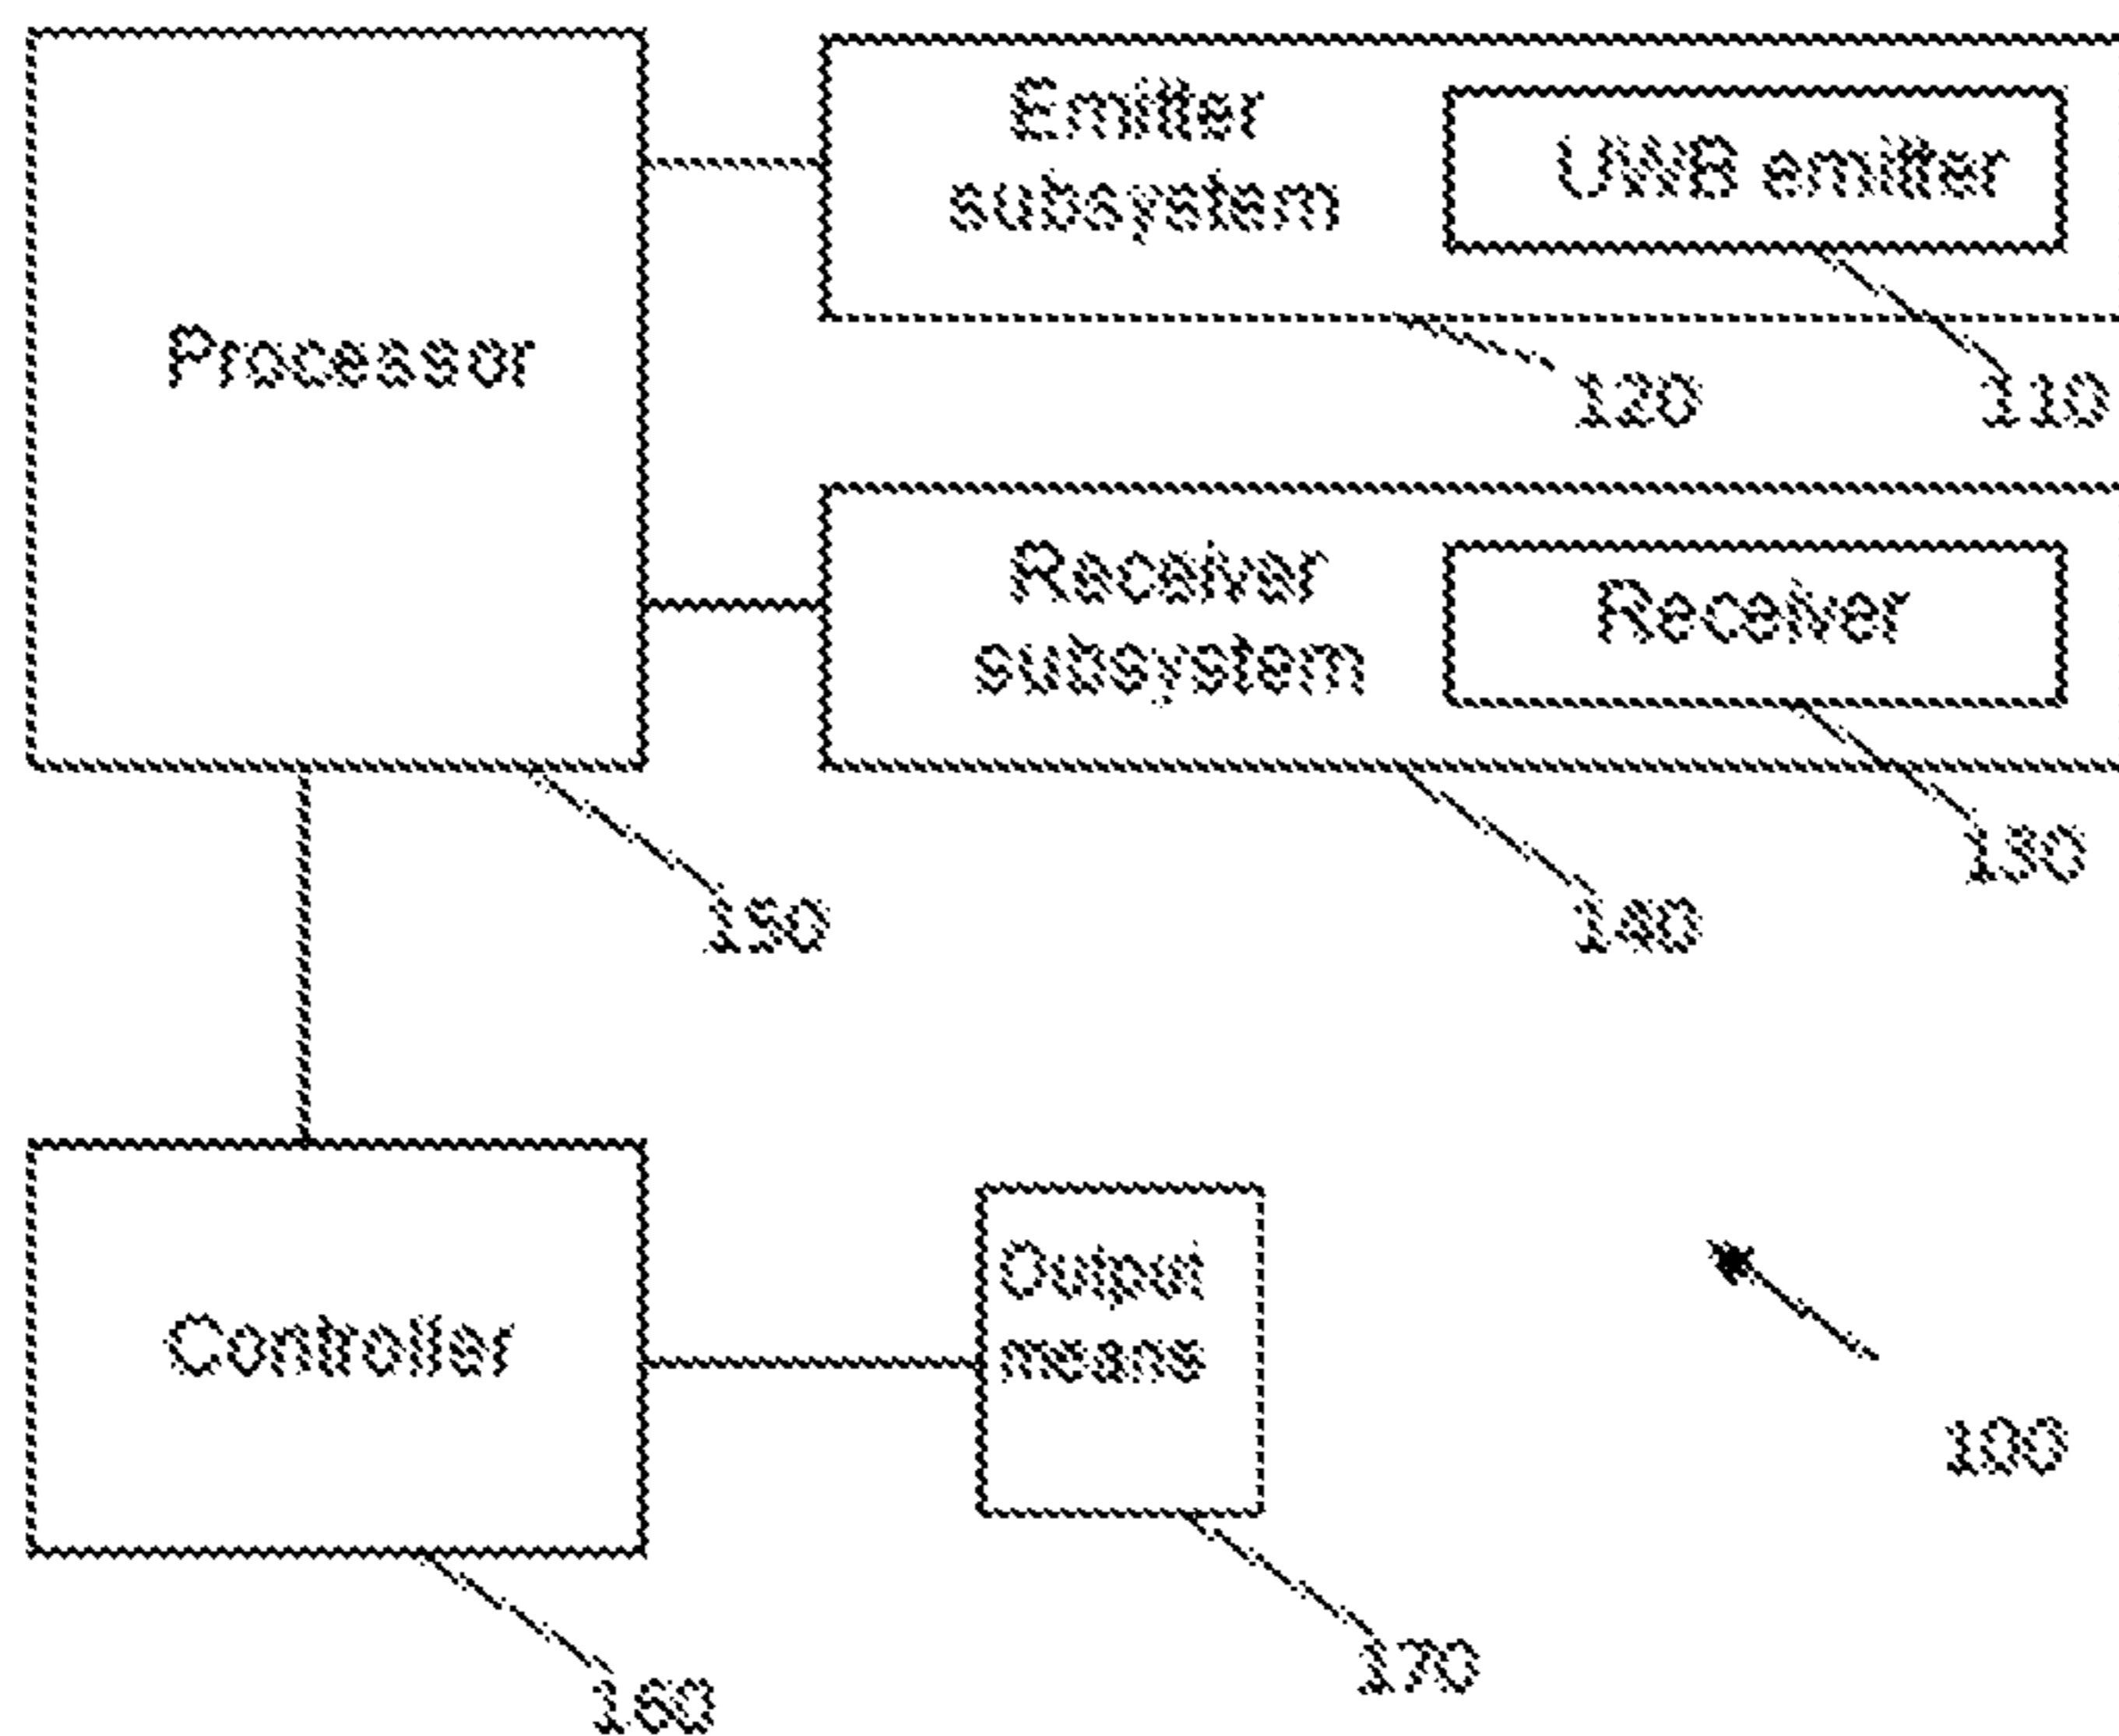 Emitter
subsystem
UWB emitter
Processor
120
110
Receiver
subsystem
Receiver
130
150
140
Output
means
Controller
100
170
160